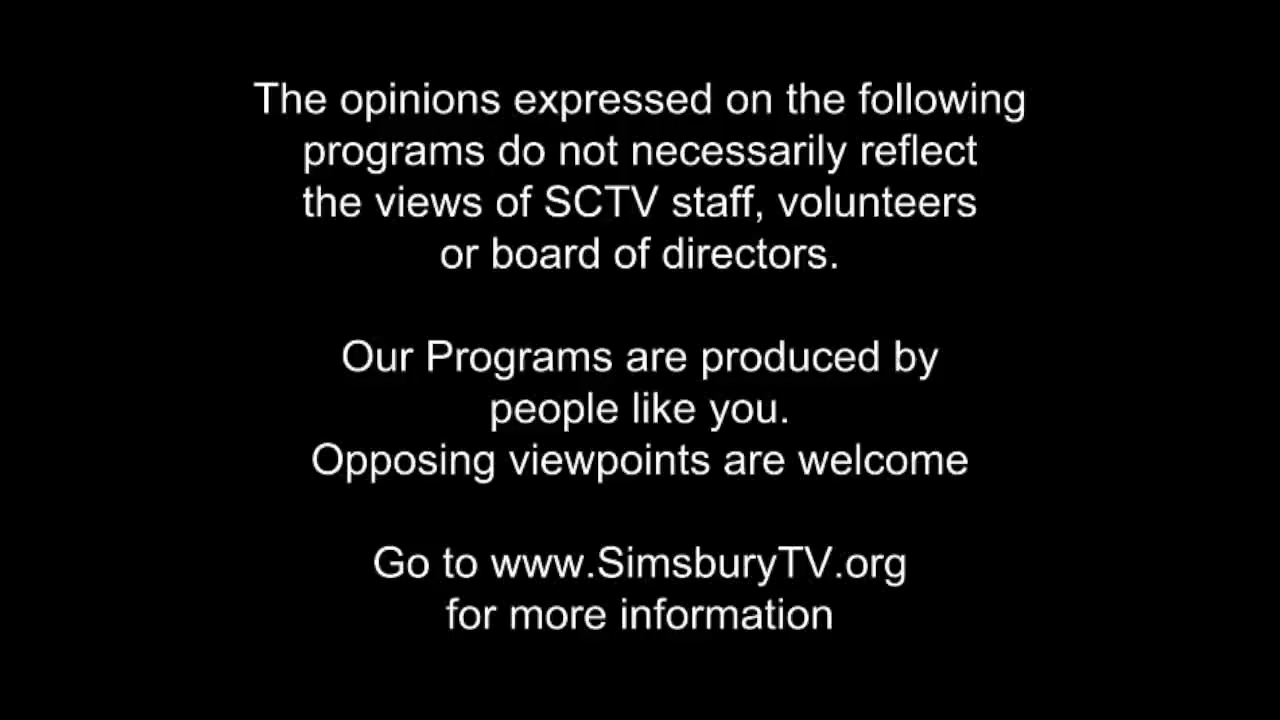 The opinions expressed on the following
programs do not necessarily reflect
the views of SCTV staff, volunteers
or board of directors.
Our Programs are produced by
people like you.
Opposing viewpoints are welcome
Go to www.SimsburyTV.org
for more information